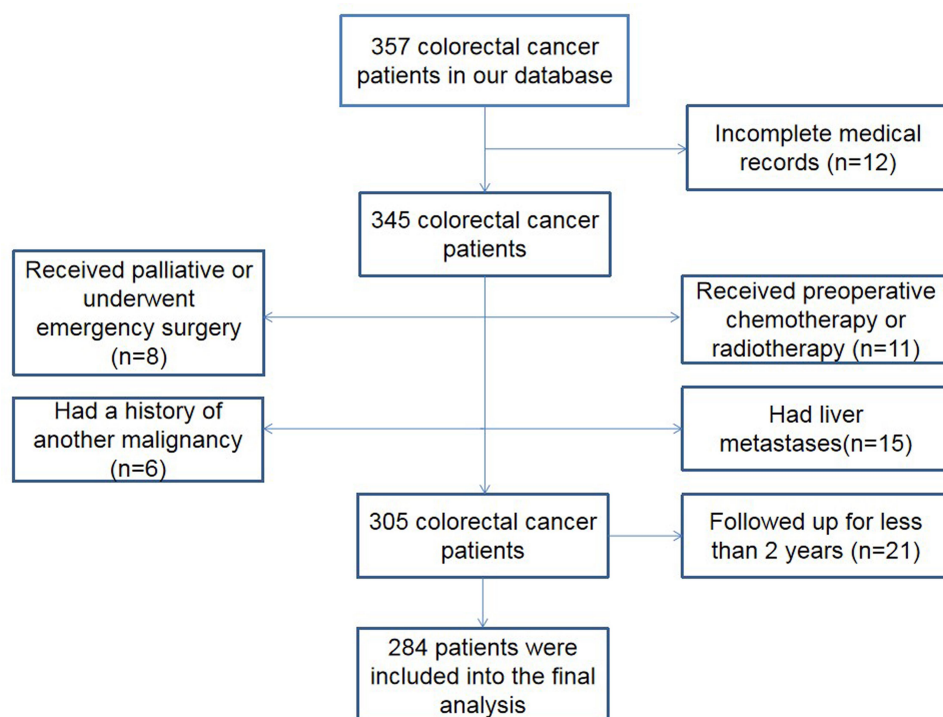 357 colorectal cancer
patients in our database
Incomplete medical
records (n=12)
345 colorectal cancer
patients
Received palliative or
underwent
emergency surgery
(n=8)
Received preoperative
chemotherapy or
radiotherapy (n=11)
Had a history of
another malignancy
(n=6)
Had liver
metastases(n=15)
305 colorectal cancer
patients
Followed up for less
than 2 years (n=21)
284 patients were
included into the final
analysis